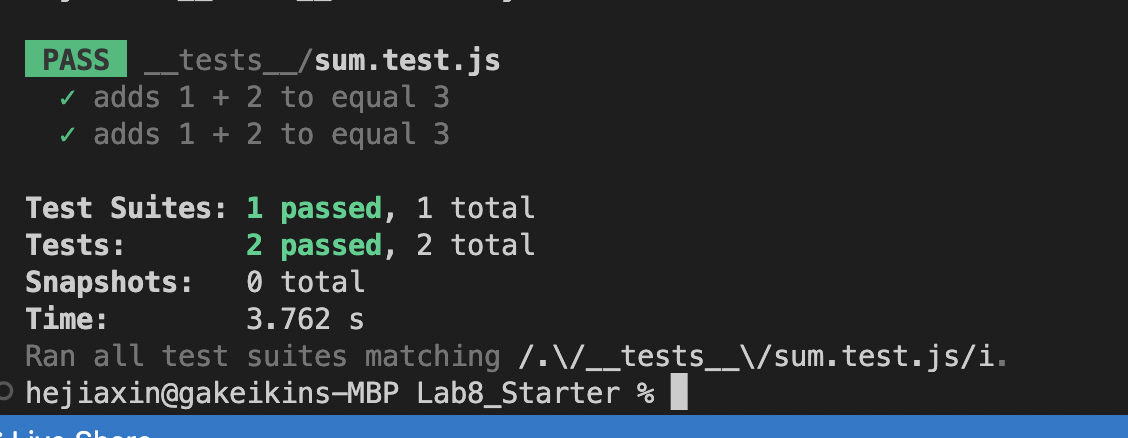 PASS __tests__/sum.test.js
✓ adds 1 + 2 to equal 3
✓ adds 1 + 2 to equal 3
Test Suites: 1 passed, 1 total
Tests: 2 passed, 2 total
Snapshots: 0 total
Time: 3.762 s
Ran all test suites matching /.\/__tests__\/sum.test.js/i.
hejiaxin@gakeikins-MBP Lab8_Starter %
Live Share